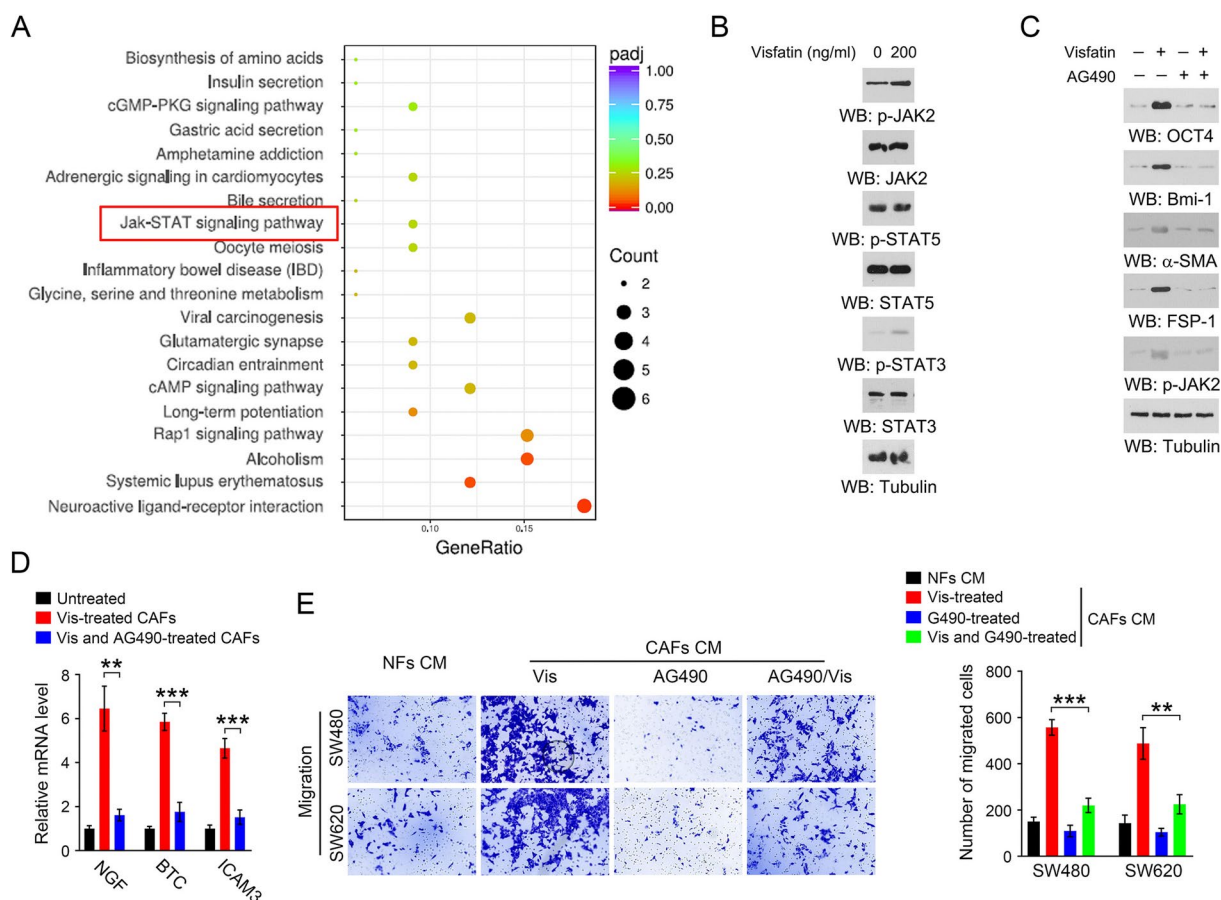 A
Biosynthesis of amino acids
Insulin secretion
cGMP-PKG signaling pathway
Gastric acid secretion
Amphetamine addiction
Adrenergic signaling in cardiomyocytes
Bile secretion
Jak-STAT signaling pathway
Oocyte meiosis
Inflammatory bowel disease (IBD)
Glycine, serine and threonine metabolism
Viral carcinogenesis
Glutamatergic synapse
Circadian entrainment
cAMP signaling pathway
Long-term potentiation
Rap1 signaling pathway
Alcoholism
Systemic lupus erythematosus
Neuroactive ligand-receptor interaction
0.10 0.15
GeneRatio
padj
1.00
0.75
0.50
0.25
0.00
Count
2
3
4
5
6
B
Visfatin (ng/ml) 0 200
WB: p-JAK2
WB: JAK2
WB: p-STAT5
WB: STAT5
WB: p-STAT3
WB: STAT3
WB: Tubulin
C
Visfatin − + − +
AG490 − − + +
WB: OCT4
WB: Bmi-1
WB: α-SMA
WB: FSP-1
WB: p-JAK2
WB: Tubulin
D
Untreated
Vis-treated CAFs
Vis and AG490-treated CAFs
Relative mRNA level
8
6
4
2
0
** *** ***
NGF BTC ICAM3
E
NFs CM
CAFs CM
Vis AG490 AG490/Vis
Migration
SW480
SW620
NFs CM
Vis-treated
G490-treated
Vis and G490-treated
CAFs CM
Number of migrated cells
800
600
400
200
0
*** **
SW480 SW620